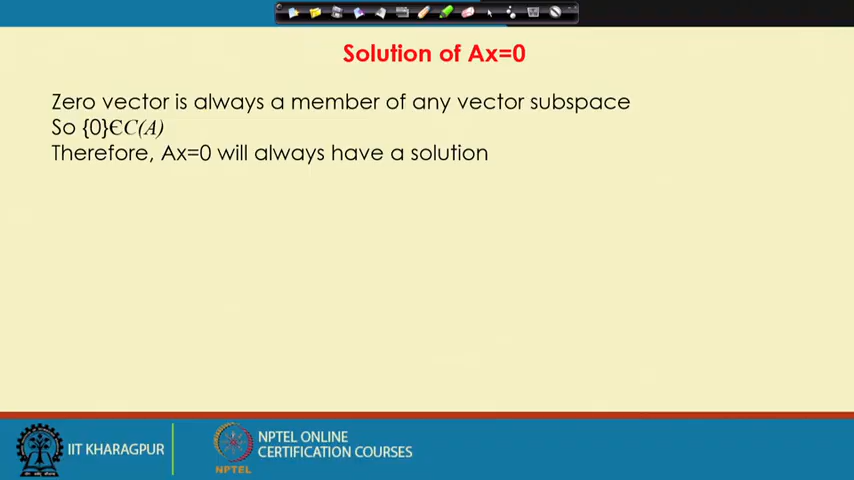 Solution of Ax=0
Zero vector is always a member of any vector subspace
So {0}ЄC(A)
Therefore, Ax=0 will always have a solution
IIT KHARAGPUR
NPTEL
NPTEL ONLINE
CERTIFICATION COURSES